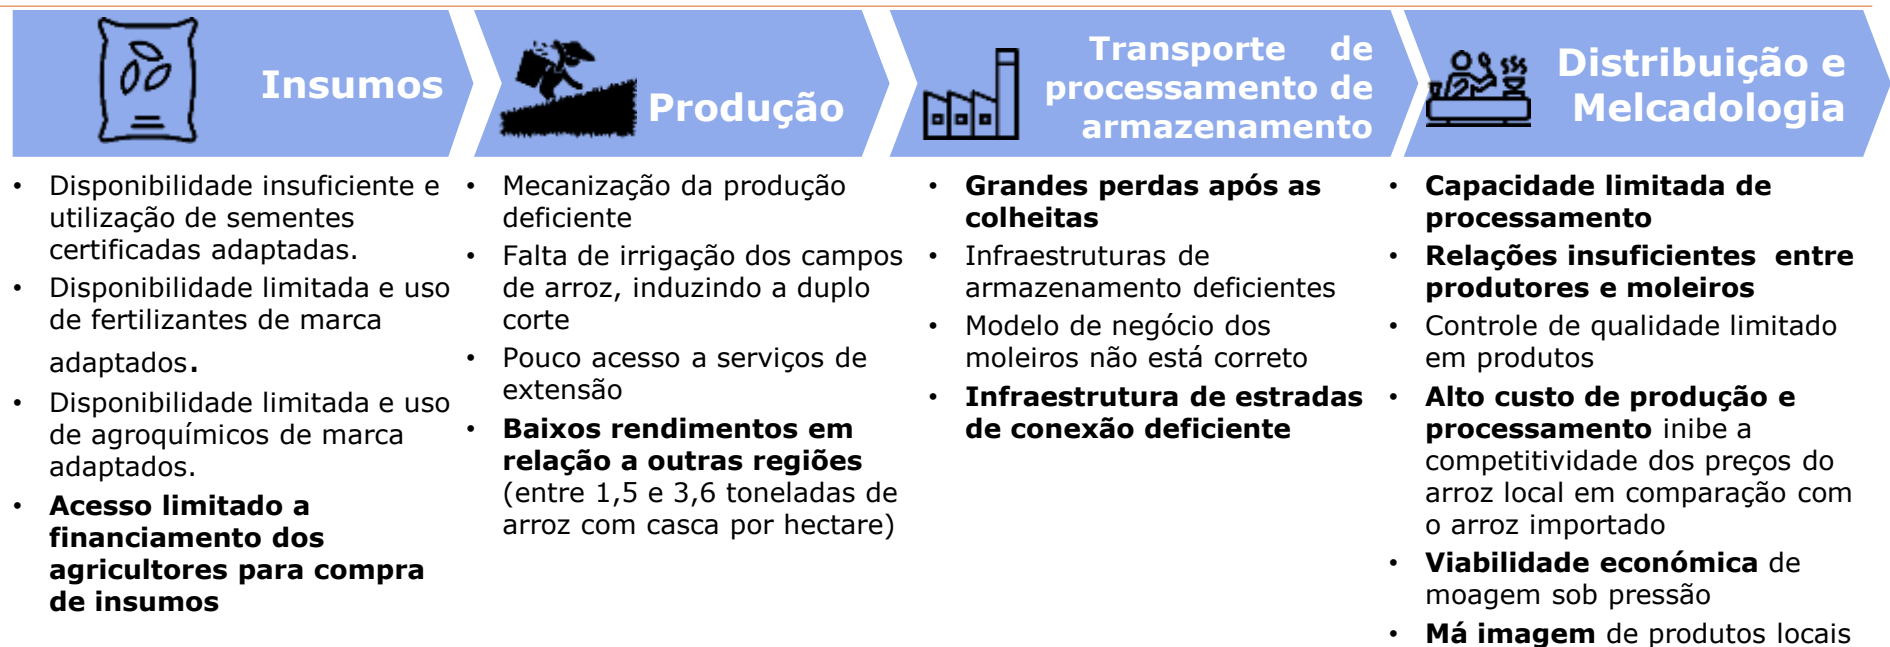 Insumos
• Disponibilidade insuficiente e
utilização de sementes
certificadas adaptadas.
• Disponibilidade limitada e uso
de fertilizantes de marca
adaptados.
• Disponibilidade limitada e uso
de agroquímicos de marca
adaptados.
• Acesso limitado a
financiamento dos
agricultores para compra
de insumos
Produção
• Mecanização da produção
deficiente
• Falta de irrigação dos campos
de arroz, induzindo a duplo
corte
• Pouco acesso a serviços de
extensão
• Baixos rendimentos em
relação a outras regiões
(entre 1,5 e 3,6 toneladas de
arroz com casca por hectare)
Transporte de
processamento de
armazenamento
• Grandes perdas após as
colheitas
• Infraestruturas de
armazenamento deficientes
• Modelo de negócio dos
moleiros não está correto
• Infraestrutura de estradas
de conexão deficiente
Distribuição e
Melcadologia
• Capacidade limitada de
processamento
• Relações insuficientes entre
produtores e moleiros
• Controle de qualidade limitado
em produtos
• Alto custo de produção e
processamento inibe a
competitividade dos preços do
arroz local em comparação com
o arroz importado
• Viabilidade económica de
moagem sob pressão
• Má imagem de produtos locais